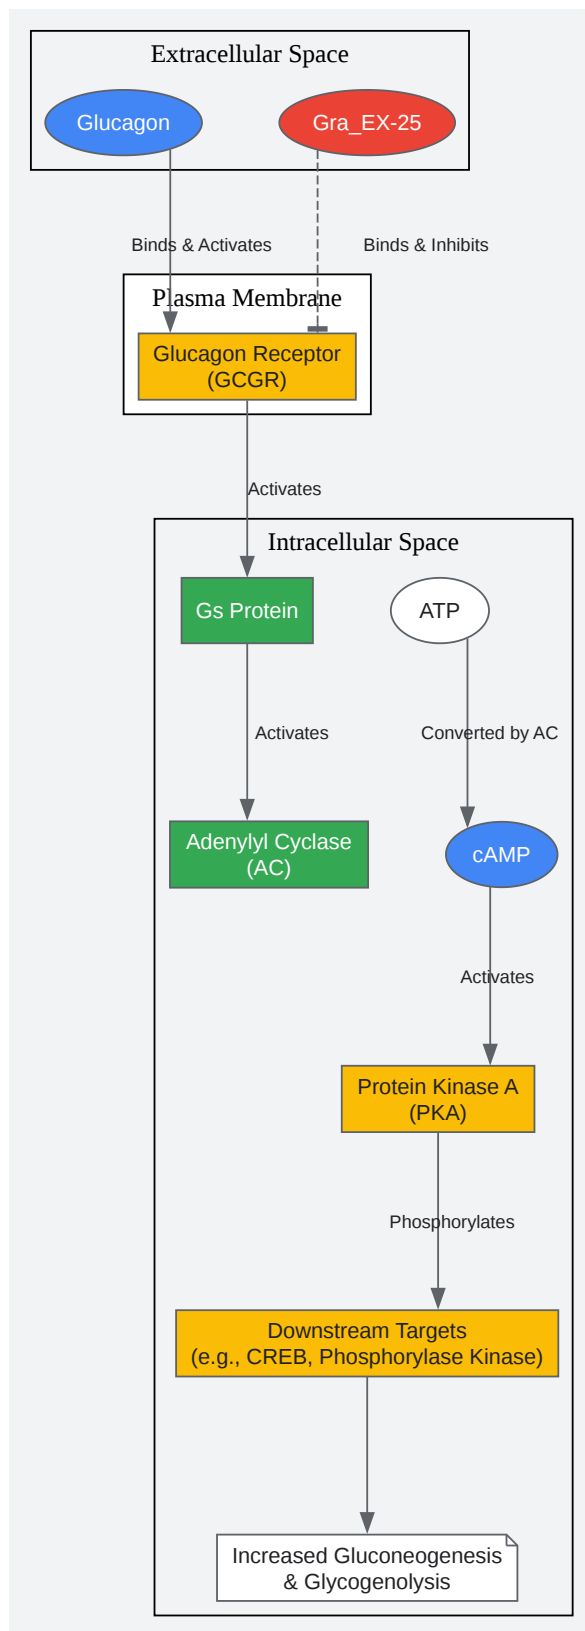 Extracellular Space
Glucagon
Gra_EX-25
Binds & Activates
Binds & Inhibits
Plasma Membrane
Glucagon Receptor
(GCGR)
Activates
Intracellular Space
Gs Protein
ATP
Activates
Converted by AC
Adenylyl Cyclase
(AC)
cAMP
Activates
Protein Kinase A
(PKA)
Phosphorylates
Downstream Targets
(e.g., CREB, Phosphorylase Kinase)
Increased Gluconeogenesis
& Glycogenolysis